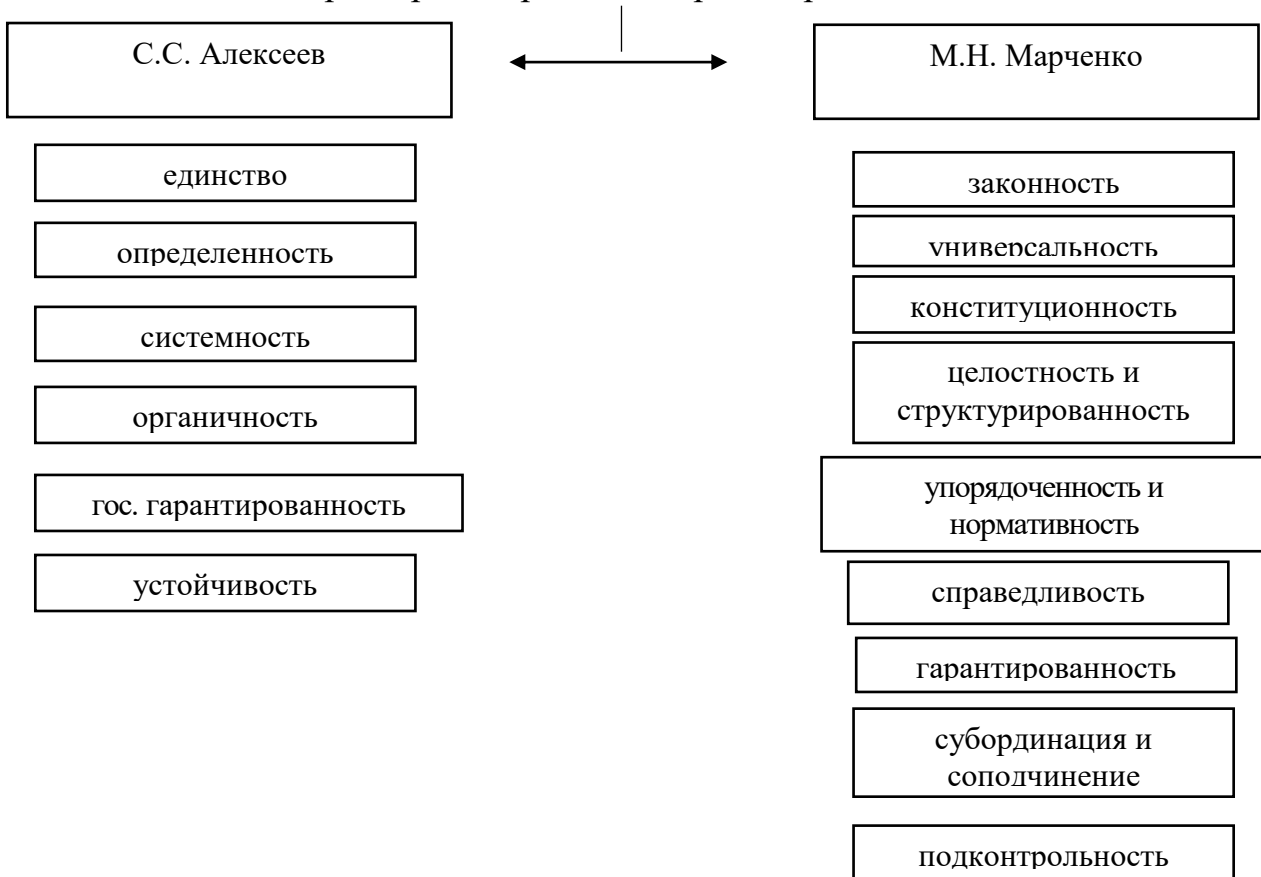 С.С. Алексеев
единство
определенность
системность
органичность
гос. гарантированность
устойчивость
М.Н. Марченко
законность
универсальность
конституционность
целостность и
структурированность
упорядоченность и
нормативность
справедливость
гарантированность
субординация и
соподчинение
подконтрольность